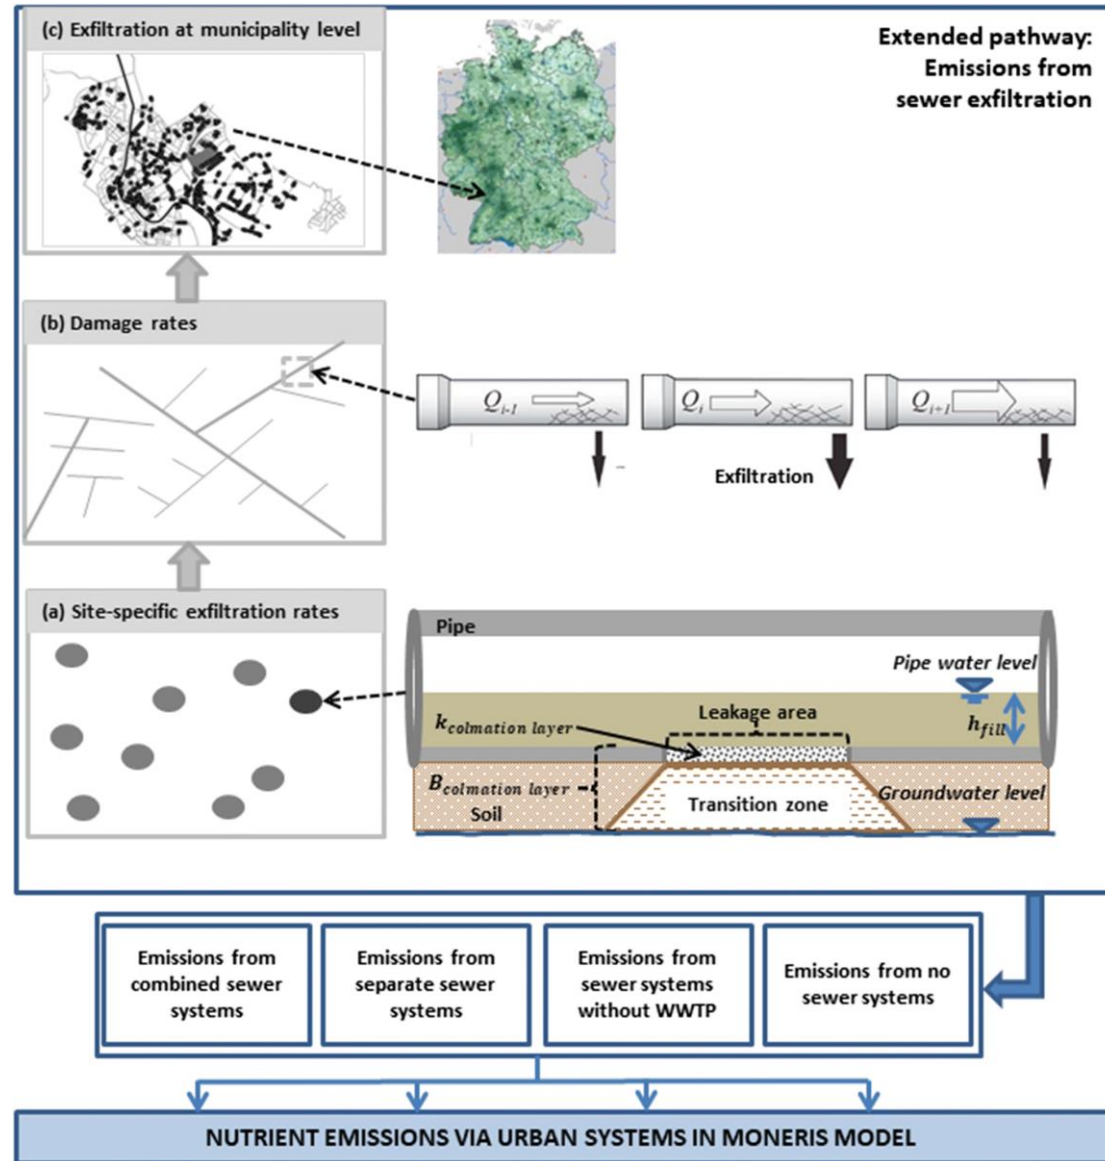 (c) Exfiltration at municipality level
Extended pathway:
Emissions from
sewer exfiltration
(b) Damage rates
Q_{i-1}
Q_i
Q_{i+1}
Exfiltration
(a) Site-specific exfiltration rates
Pipe
Pipe water level
Leakage area
k_{colmation layer}
h_{fill}
B_{colmation layer}
Groundwater level
Transition zone
Soil
Emissions from
combined sewer
systems
Emissions from
separate sewer
systems
Emissions from
sewer systems
without WWTP
Emissions from no
sewer systems
NUTRIENT EMISSIONS VIA URBAN SYSTEMS IN MONERIS MODEL